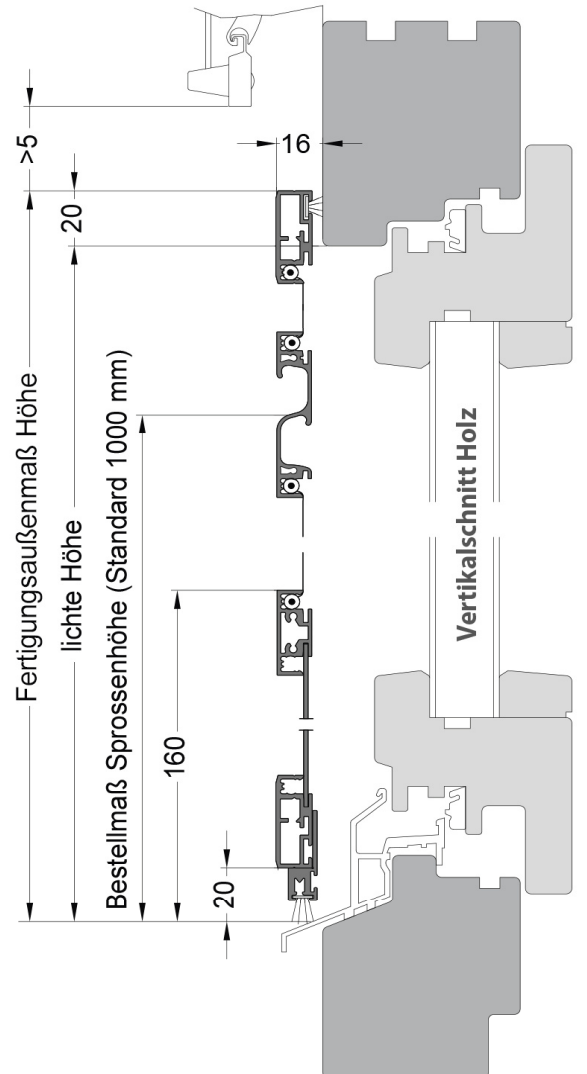 >5
16
20
Fertigungsaußenmaß Höhe
lichte Höhe
Bestellmaß Sprossenhöhe (Standard 1000 mm)
Vertikalschnitt Holz
160
20